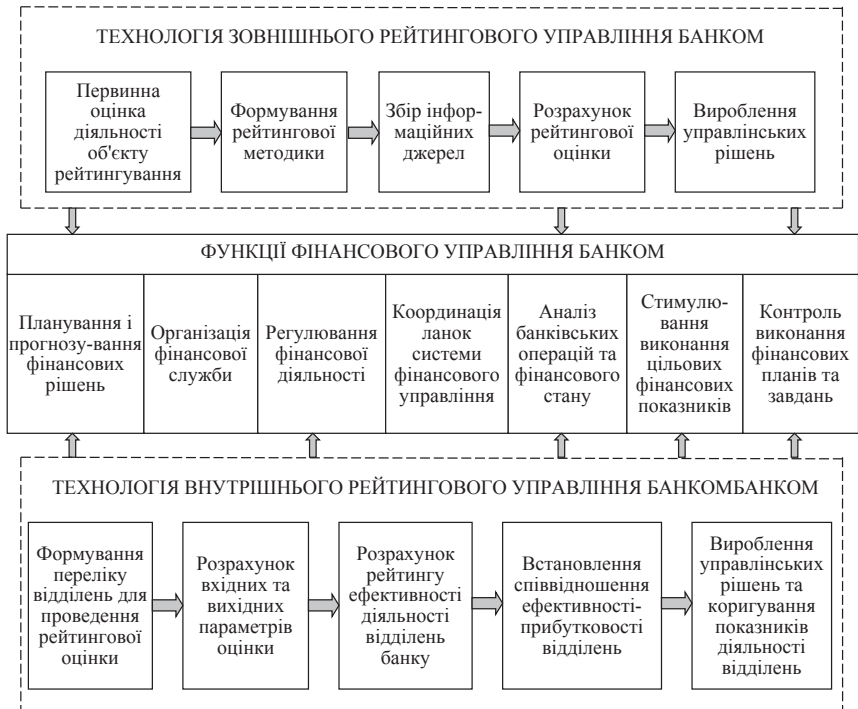 ТЕХНОЛОГІЯ ЗОВНІШНЬОГО РЕЙТИНГОВОГО УПРАВЛІННЯ БАНКОМ
Первинна
оцінка
діяльності
об'єкту
рейтингування
Формування
рейтингової
методики
Збір інфор-
маційних
джерел
Розрахунок
рейтингової
оцінки
Вироблення
управлінських
рішень
ФУНКЦІЇ ФІНАНСОВОГО УПРАВЛІННЯ БАНКОМ
Планування і
прогнозу-вання
фінансових
рішень
Організація
фінансової
служби
Регулювання
фінансової
діяльності
Координація
ланок
системи
фінансового
управління
Аналіз
банківських
операцій та
фінансового
стану
Стимулю-
вання
виконання
цільових
фінансових
показників
Контроль
виконання
фінансових
планів та
завдань
ТЕХНОЛОГІЯ ВНУТРІШНЬОГО РЕЙТИНГОВОГО УПРАВЛІННЯ БАНКОМБАНКОМ
Формування
переліку
відділень для
проведення
рейтингової
оцінки
Розрахунок
вхідних та
вихідних
параметрів
оцінки
Розрахунок
рейтингу
ефективності
діяльності
відділень
банку
Встановлення
співвідношення
ефективності-
прибутковості
відділень
Вироблення
управлінських
рішень та
коригування
показників
діяльності
відділень